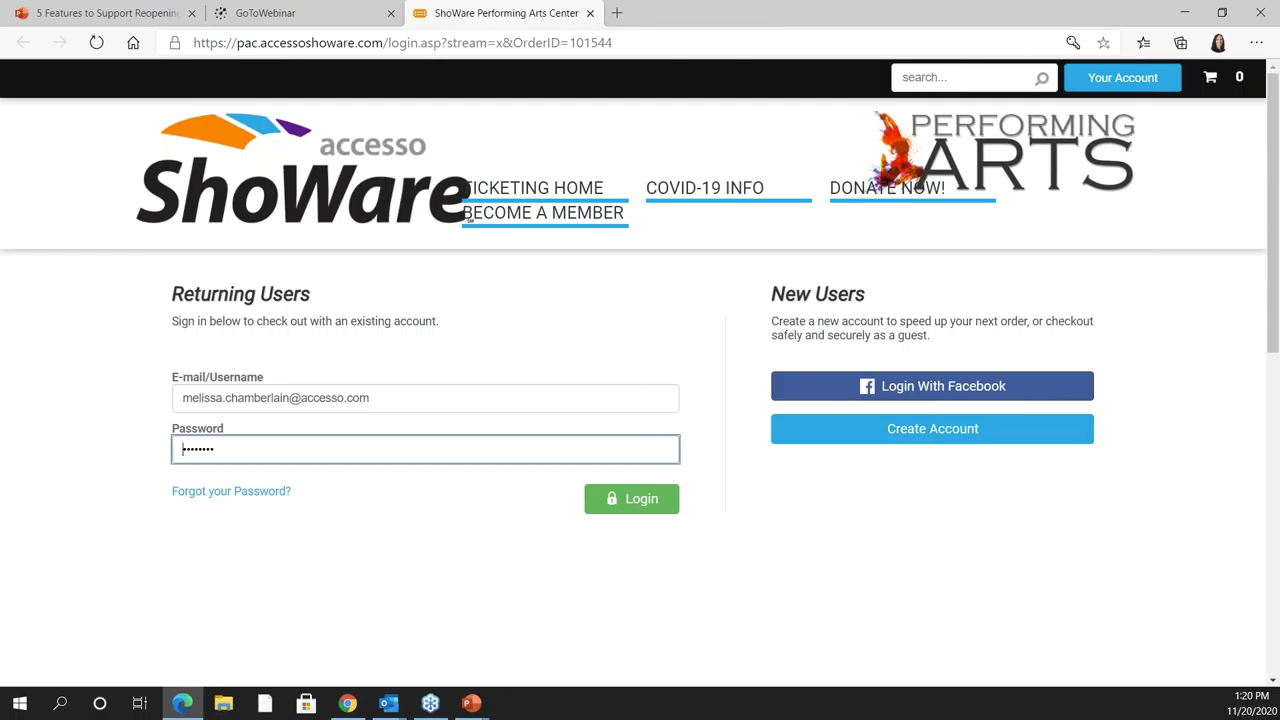 5 Features to Support Reopening
GoToWebinar
ShoWare Performing Arts Center
https://pac.accessoshoware.com/login.asp?stream=x&OrderID=101544
search...
Your Account
0
accesso
ShoWare
PERFORMING
ARTS
TICKETING HOME
COVID-19 INFO
DONATE NOW!
BECOME A MEMBER
Returning Users
Sign in below to check out with an existing account.
E-mail/Username
melissa.chamberlain@accesso.com
Password
••••••••
Forgot your Password?
Login
New Users
Create a new account to speed up your next order, or checkout
safely and securely as a guest.
Login With Facebook
Create Account
1:20 PM
11/20/2020